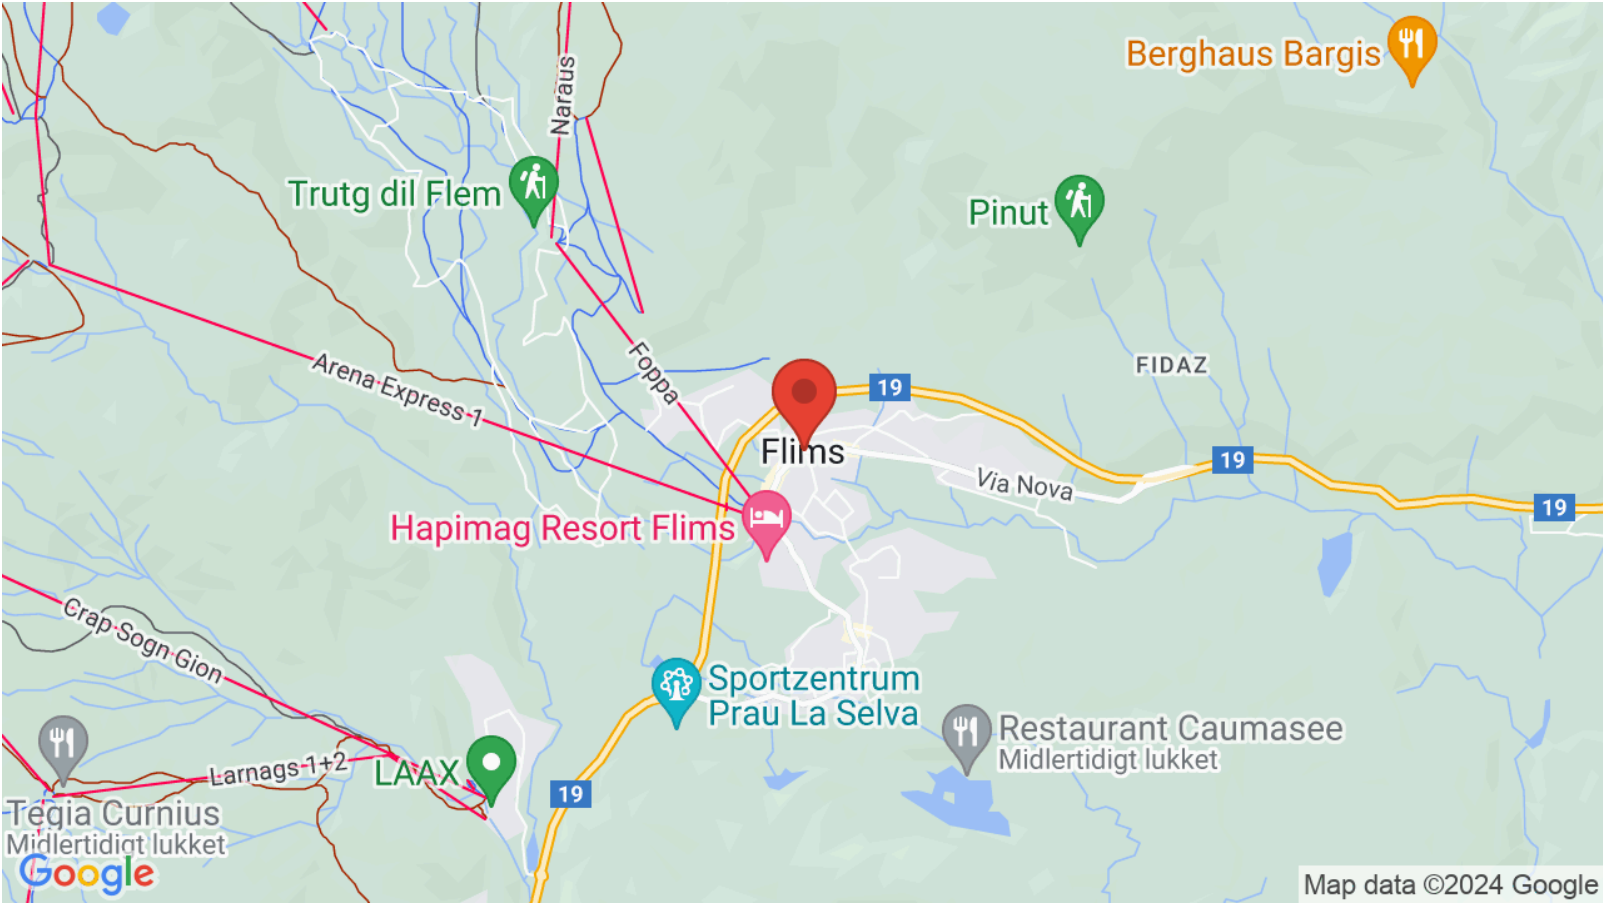 Berghaus Bargis
Naraus
Trutg dil Flem
Pinut
Arena Express 1
Foppa
FIDAZ
19
Flims
19
Via Nova
19
Hapimag Resort Flims
Crap Sogn Gion
Sportzentrum
Prau La Selva
Restaurant Caumasee
Midlertidigt lukket
Larnags 1+2
LAAX
19
Tegia Curnius
Midlertidigt lukket
Google
Map data ©2024 Google